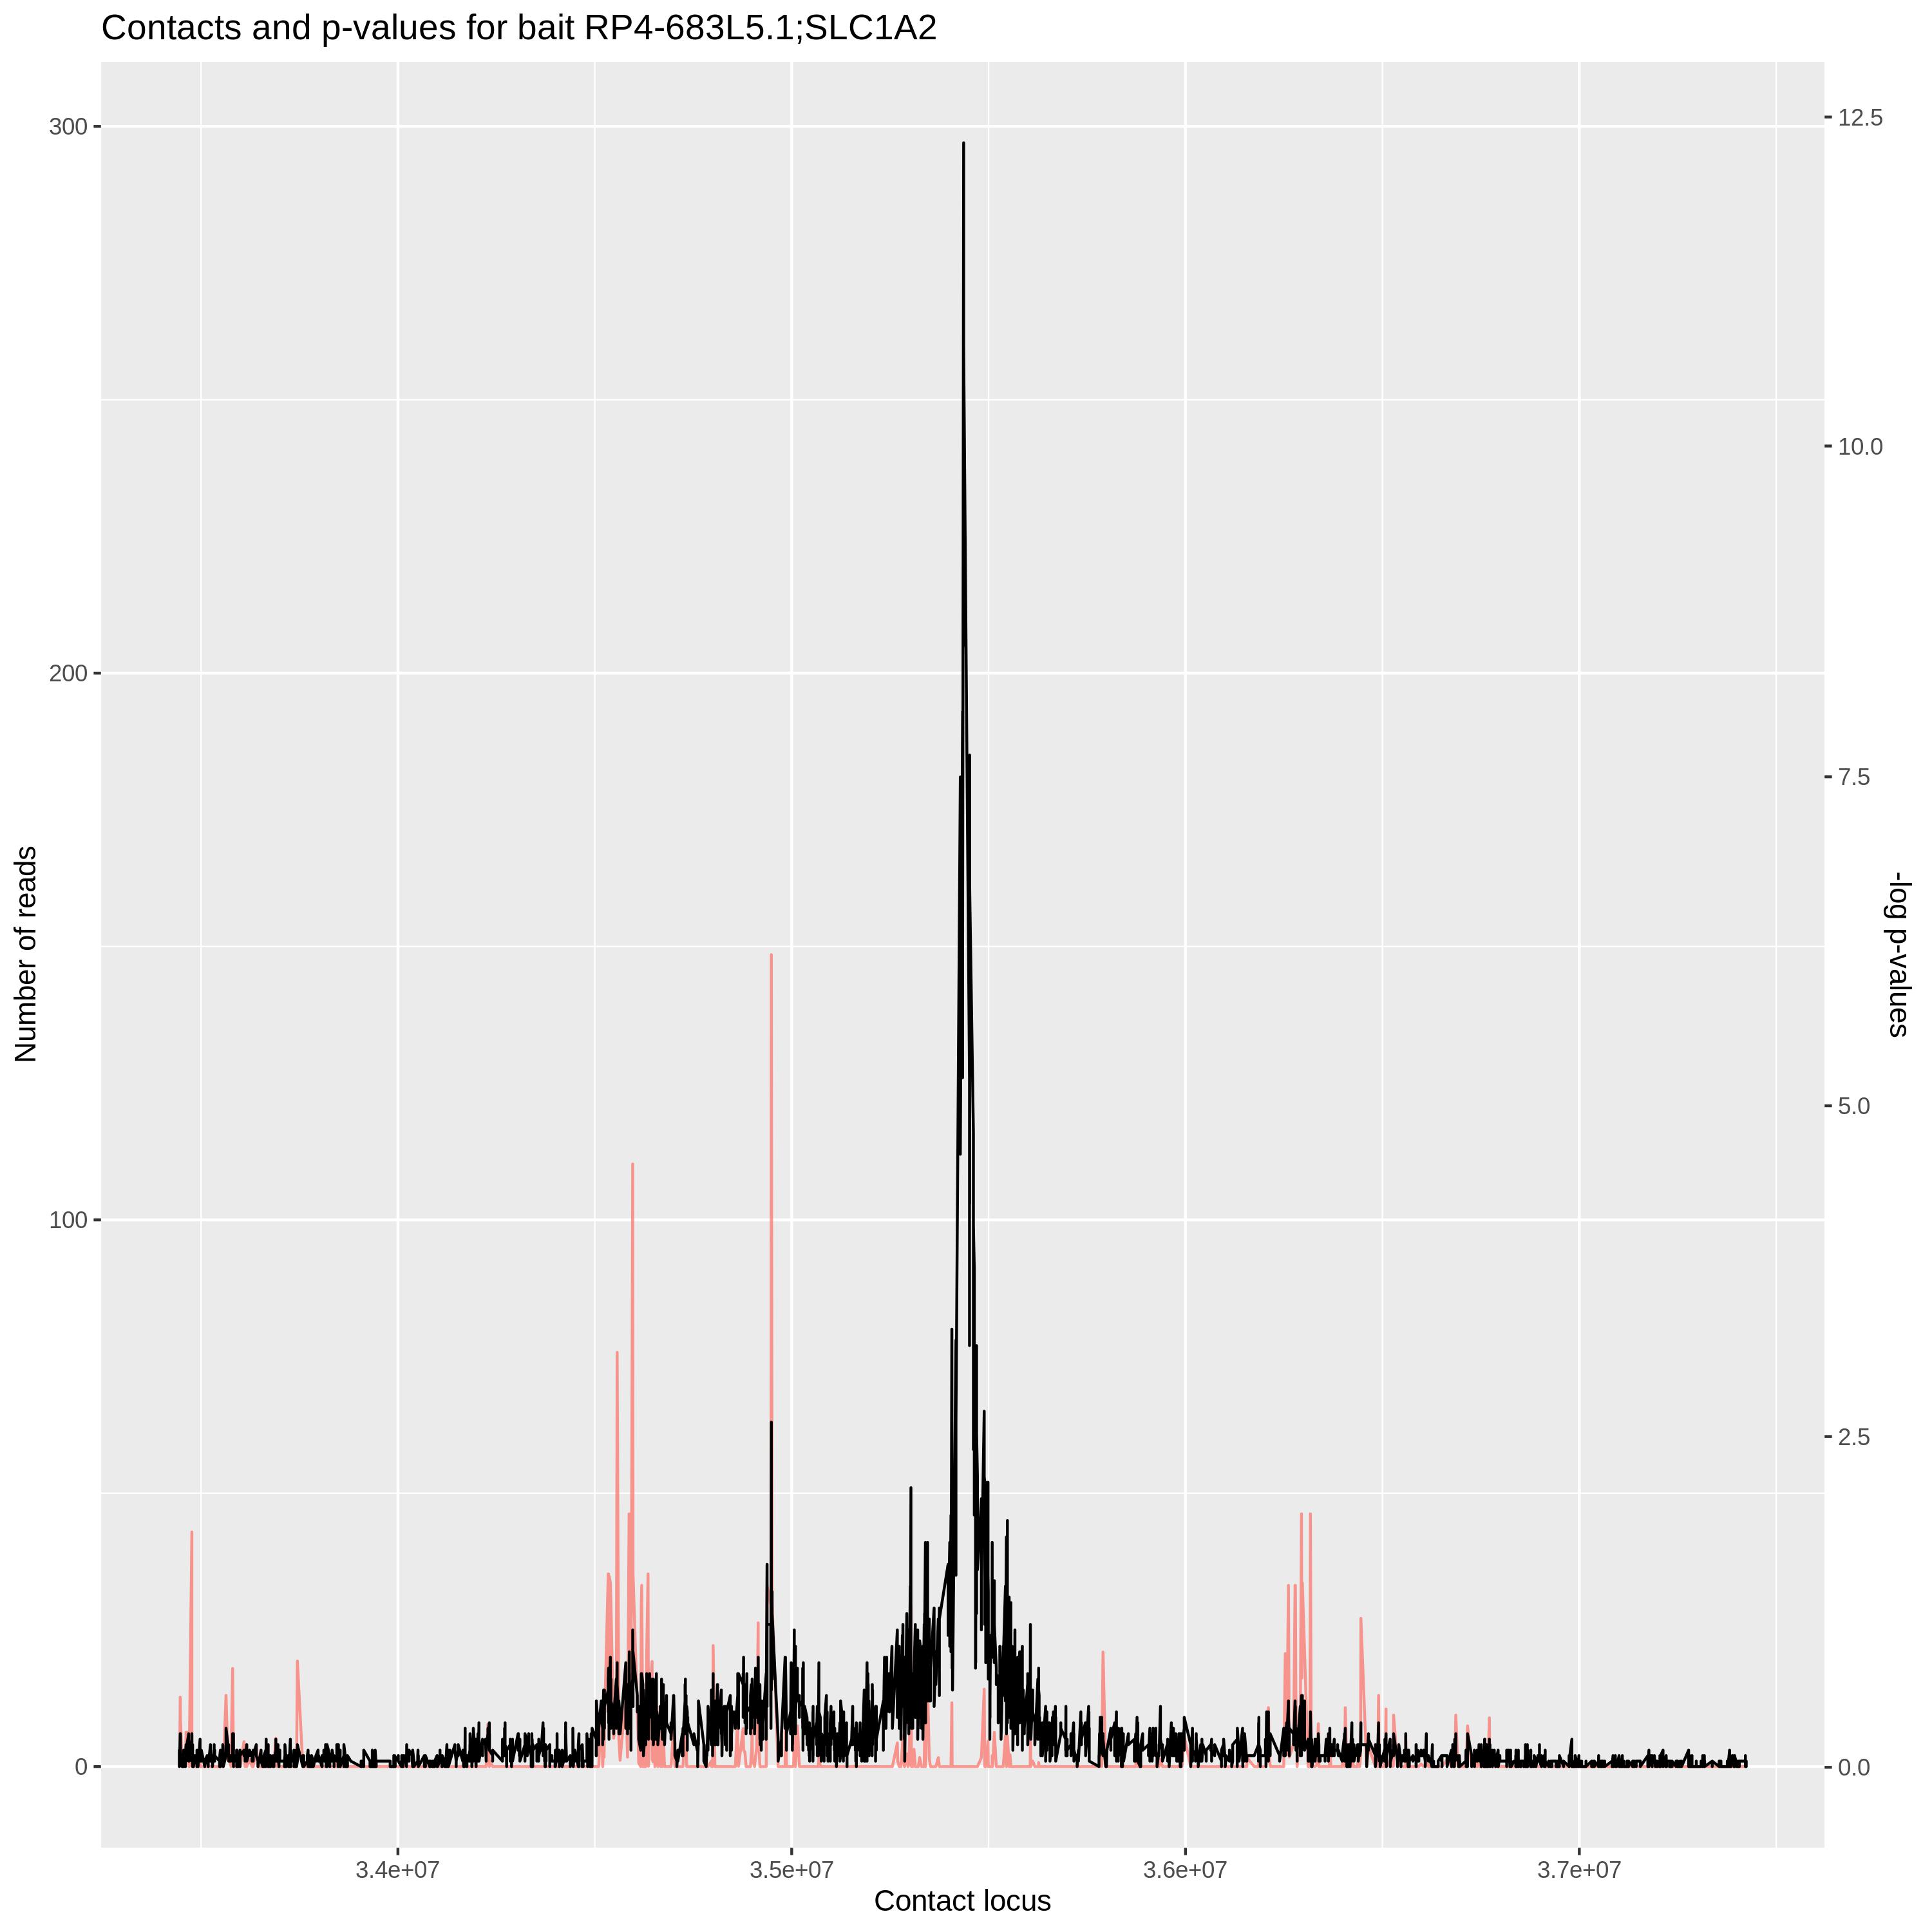 Contacts and p-values for bait RP4-683L5.1;SLC1A2
300
200
100
0
Number of reads
12.5
10.0
7.5
5.0
2.5
0.0
-log p-values
3.4e+07
3.5e+07
3.6e+07
3.7e+07
Contact locus